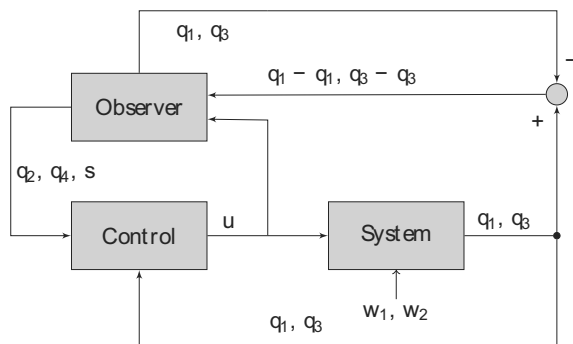 q₁, q₃
−
q₁ − q₁, q₃ − q₃
Observer
+
q₂, q₄, s
Control
u
System
q₁, q₃
w₁, w₂
q₁, q₃